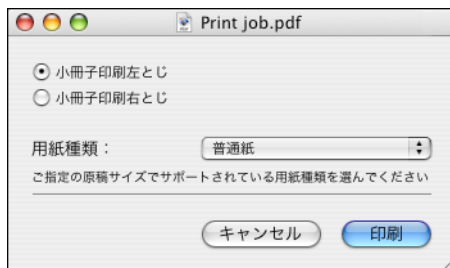 Print job.pdf
小冊子印刷左とじ
小冊子印刷右とじ
用紙種類： 普通紙
ご指定の原稿サイズでサポートされている用紙種類を選んでください
キャンセル 印刷